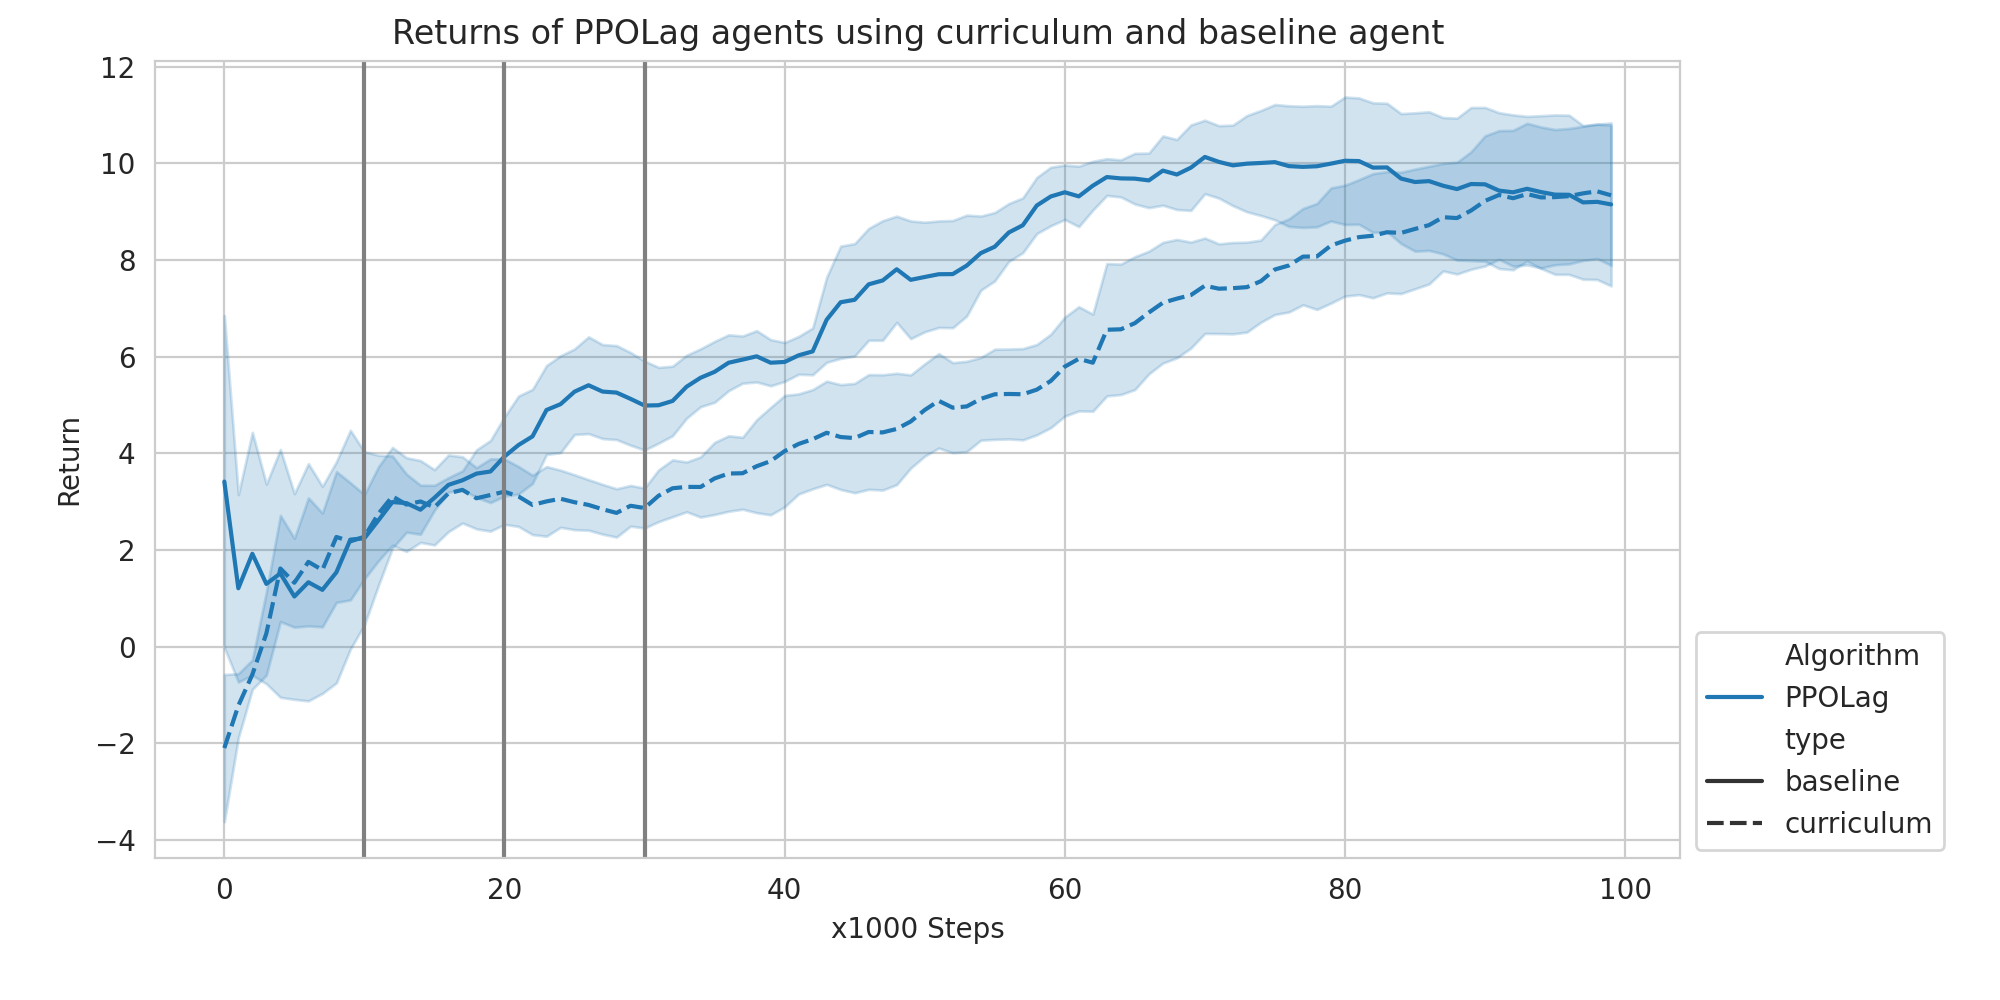 Returns of PPOLag agents using curriculum and baseline agent
12
10
8
6
4
2
0
−2
−4
Return
0 20 40 60 80 100
x1000 Steps
Algorithm
PPOLag
type
baseline
curriculum